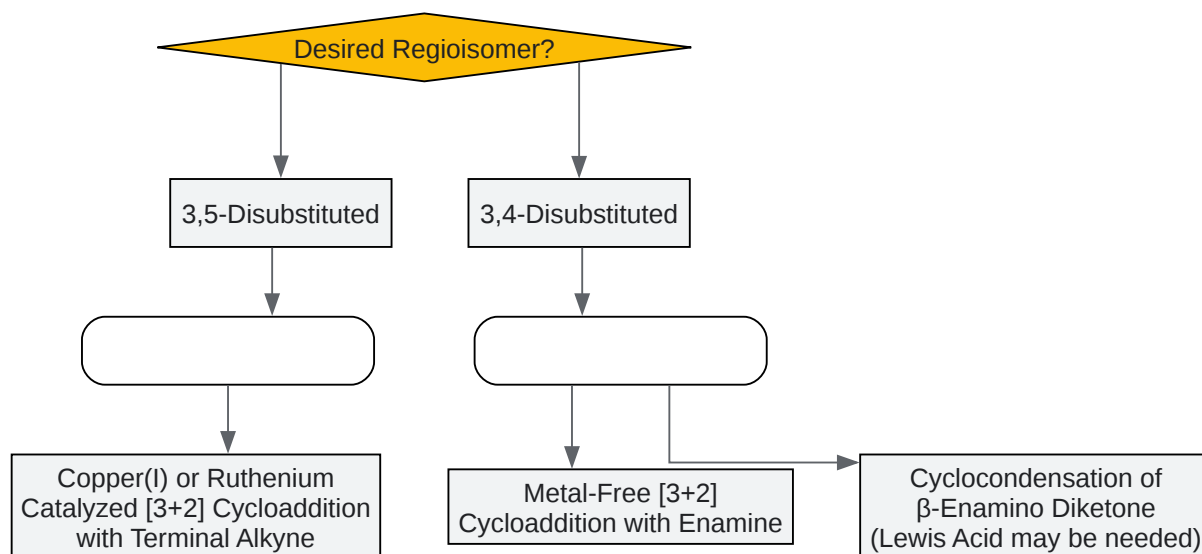 Desired Regioisomer?
3,5-Disubstituted
3,4-Disubstituted
Copper(I) or Ruthenium
Catalyzed [3+2] Cycloaddition
with Terminal Alkyne
Metal-Free [3+2]
Cycloaddition with Enamine
Cyclocondensation of
β-Enamino Diketone
(Lewis Acid may be needed)